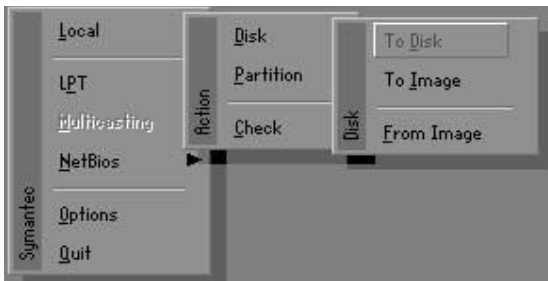 Symantec
Local
LPT
Multicasting
NetBios
Options
Quit
Action
Disk
Partition
Check
Disk
To Disk
To Image
From Image